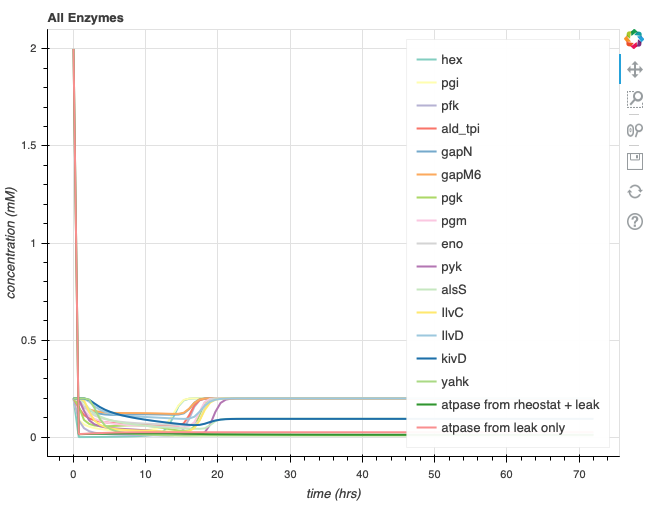 All Enzymes
concentration (mM)
2
1.5
1
0.5
0
0
10
20
30
40
50
60
70
time (hrs)
hex
pgi
pfk
ald_tpi
gapN
gapM6
pgk
pgm
eno
pyk
alsS
IlvC
IlvD
kivD
yahk
atpase from rheostat + leak
atpase from leak only